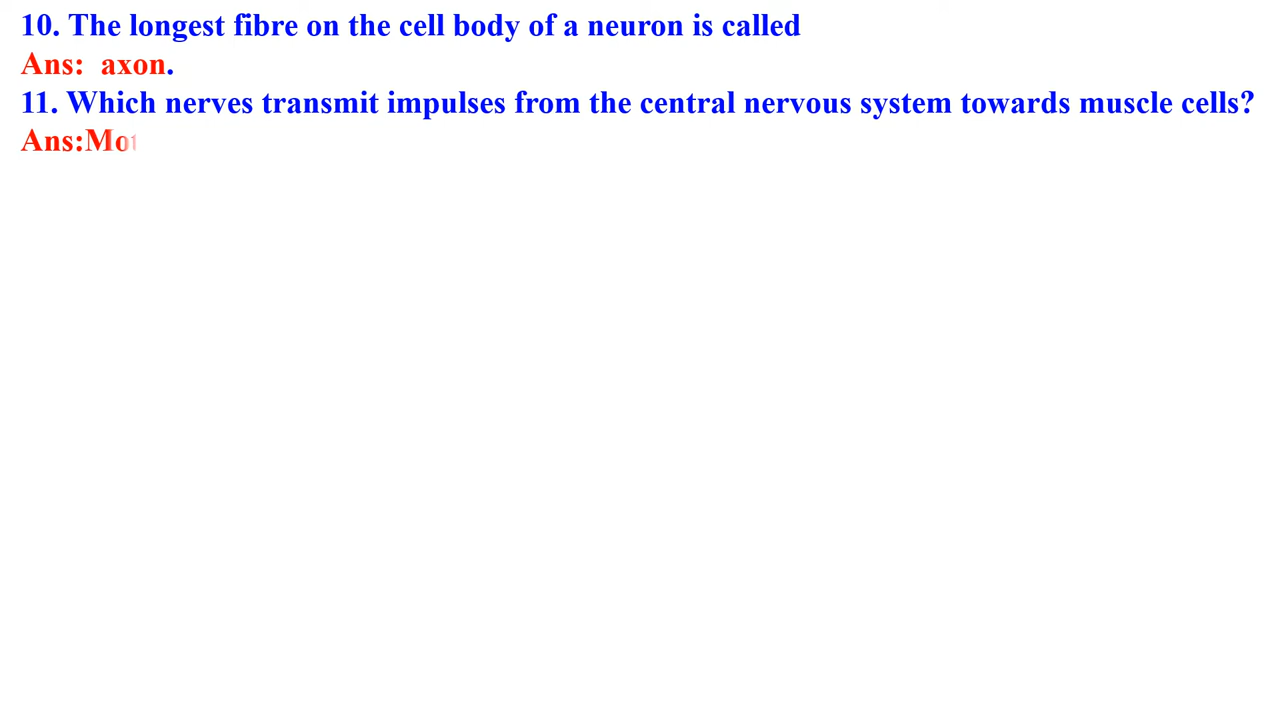 10. The longest fibre on the cell body of a neuron is called
Ans: axon.
11. Which nerves transmit impulses from the central nervous system towards muscle cells?
Ans:Mot